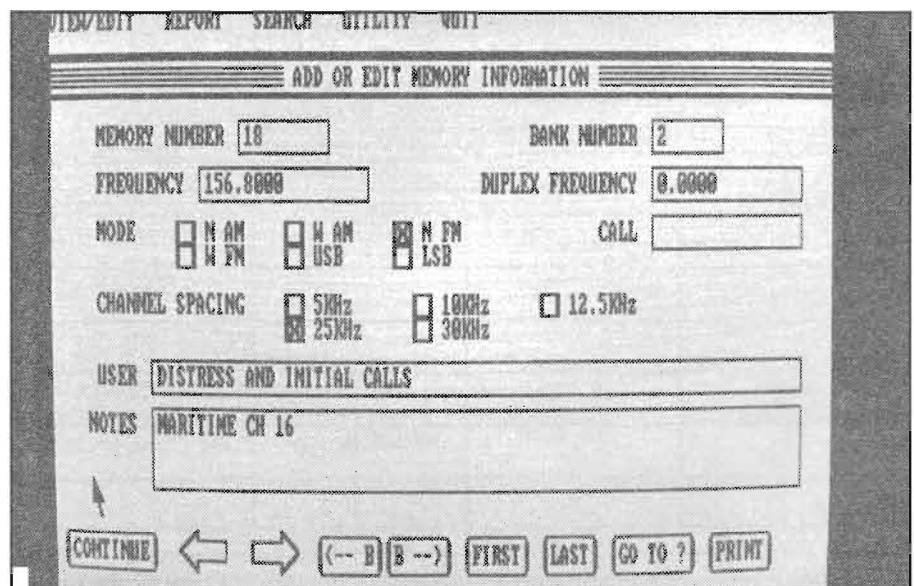 VIEW/EDIT REPORT SEARCH UTILITY QUIT
ADD OR EDIT MEMORY INFORMATION
MEMORY NUMBER 18 BANK NUMBER 2
FREQUENCY 156.8000 DUPLEX FREQUENCY 0.0000
MODE N AM W AM N FM CALL
W FM USB LSB
CHANNEL SPACING 5KHz 10KHz 12.5KHz
25KHz 30KHz
USER DISTRESS AND INITIAL CALLS
NOTES MARITIME CH 16
CONTINUE (-- B B --) FIRST LAST GO TO ? PRINT